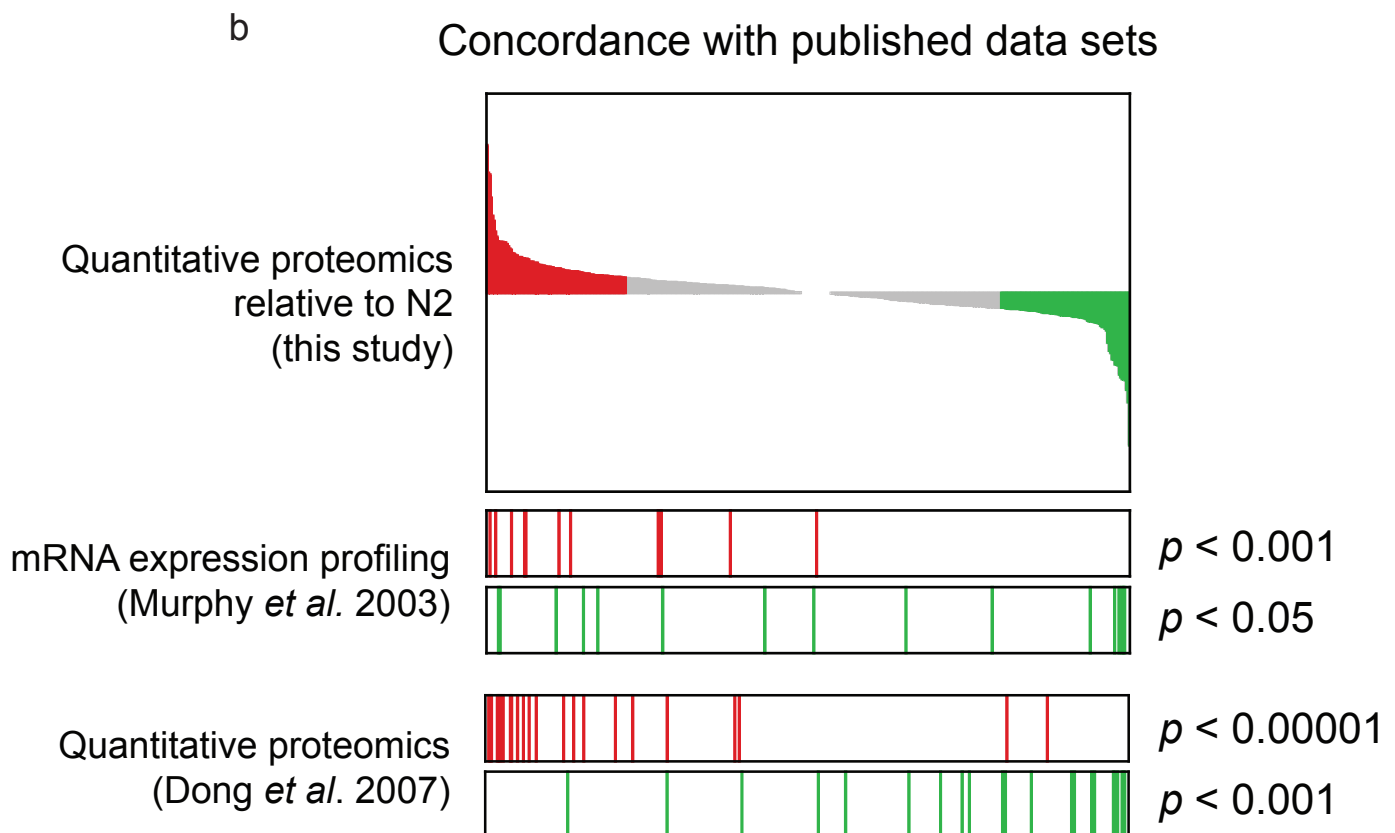 b
Concordance with published data sets
Quantitative proteomics
relative to N2
(this study)
mRNA expression profiling
(Murphy et al. 2003)
p < 0.001
p < 0.05
Quantitative proteomics
(Dong et al. 2007)
p < 0.00001
p < 0.001